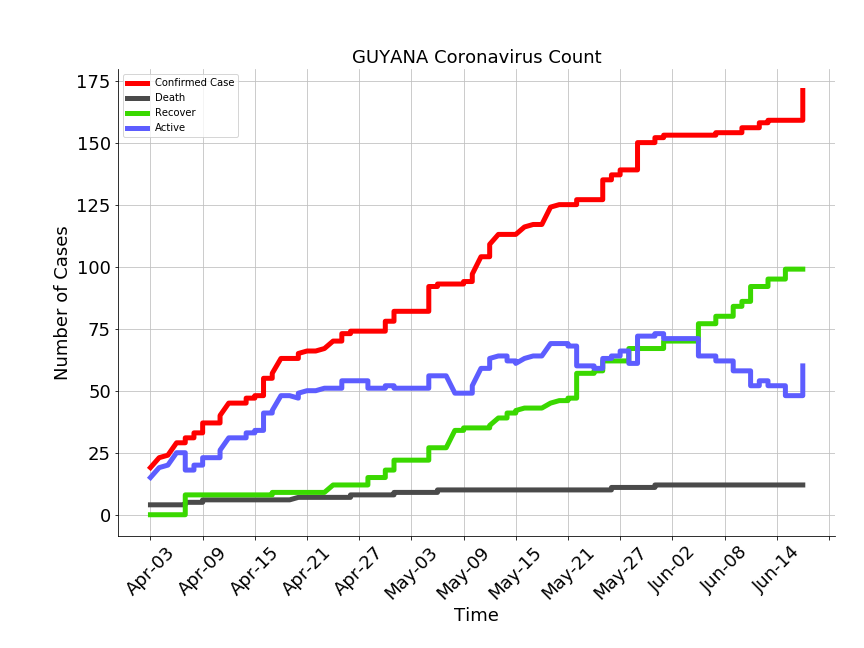 GUYANA Coronavirus Count
Confirmed Case
Death
Recover
Active
175
150
125
100
75
50
25
0
Number of Cases
Apr-03
Apr-09
Apr-15
Apr-21
Apr-27
May-03
May-09
May-15
May-21
May-27
Jun-02
Jun-08
Jun-14
Time